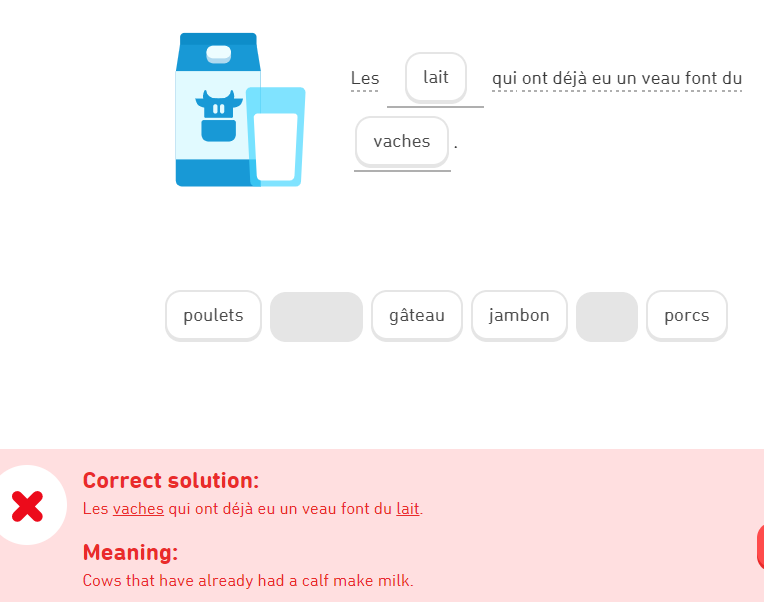 Les lait qui ont déjà eu un veau font du
vaches .
poulets gâteau jambon porcs
Correct solution:
Les vaches qui ont déjà eu un veau font du lait.
Meaning:
Cows that have already had a calf make milk.